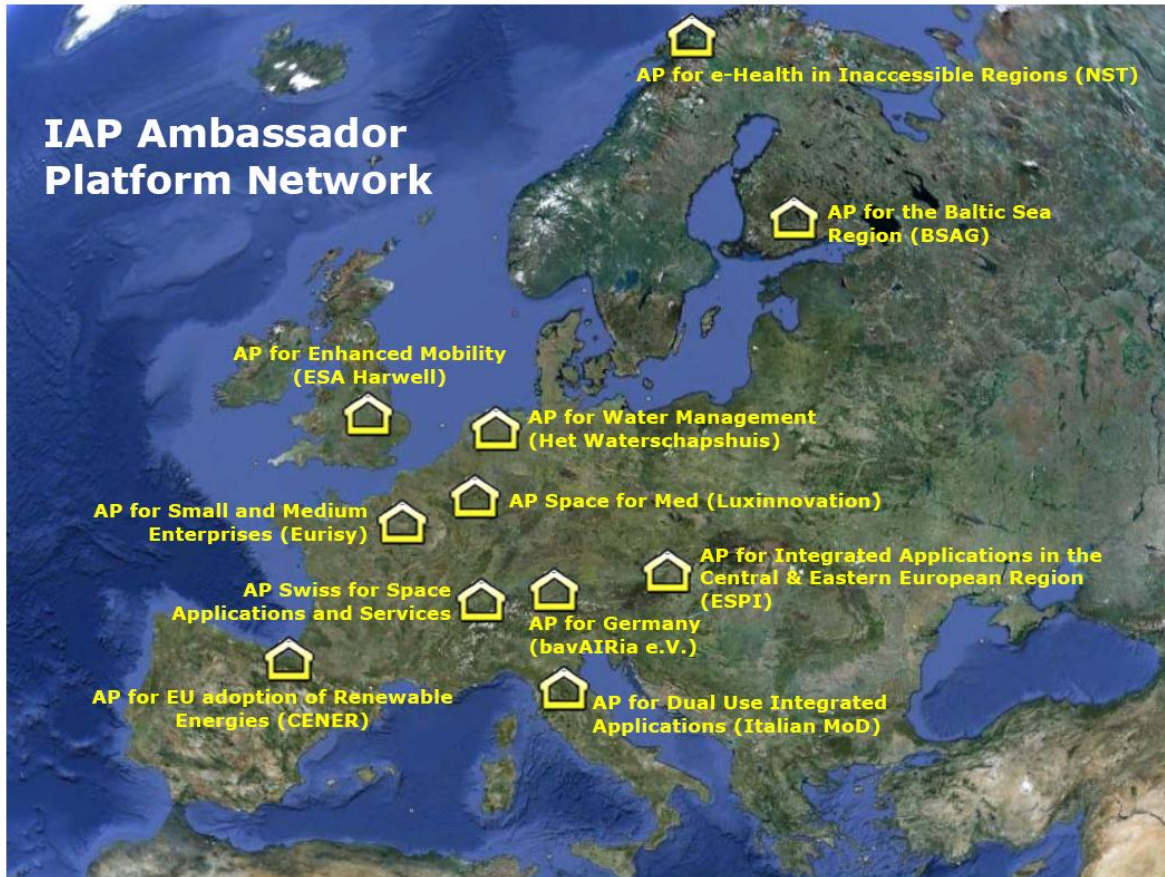 AP for e-Health in Inaccessible Regions (NST)
IAP Ambassador
Platform Network
AP for the Baltic Sea
Region (BSAG)
AP for Enhanced Mobility
(ESA Harwell)
AP for Water Management
(Het Waterschapshuis)
AP Space for Med (Luxinnovation)
AP for Small and Medium
Enterprises (Eurisy)
AP for Integrated Applications in the
Central & Eastern European Region
(ESPI)
AP Swiss for Space
Applications and Services
AP for Germany
(bavAIRia e.V.)
AP for EU adoption of Renewable
Energies (CENER)
AP for Dual Use Integrated
Applications (Italian MoD)